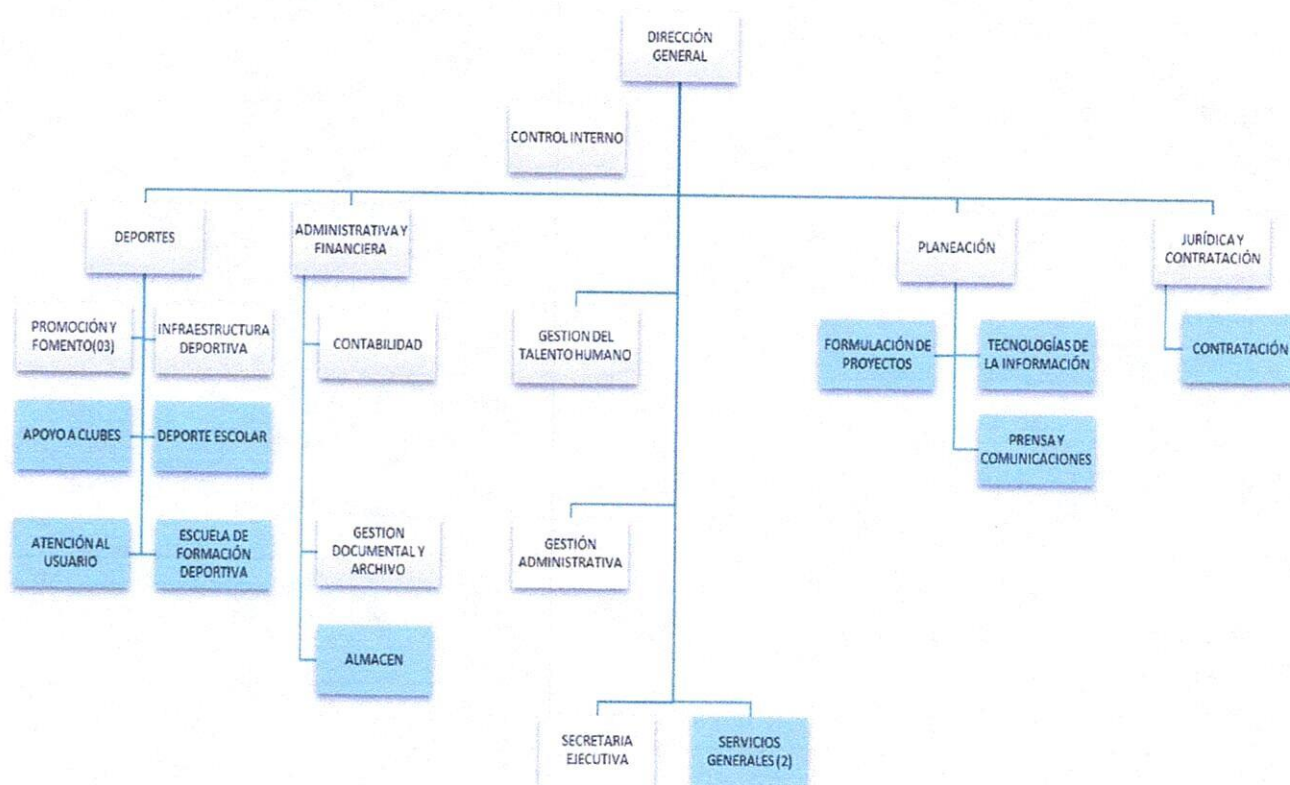 DIRECCIÓN
GENERAL
CONTROL INTERNO
DEPORTES
ADMINISTRATIVA Y
FINANCIERA
PLANEACIÓN
JURÍDICA Y
CONTRATACIÓN
PROMOCIÓN Y
FOMENTO(03)
INFRAESTRUCTURA
DEPORTIVA
CONTABILIDAD
GESTION DEL
TALENTO HUMANO
FORMULACIÓN DE
PROYECTOS
TECNOLOGÍAS DE
LA INFORMACIÓN
CONTRATACIÓN
APOYO A CLUBES
DEPORTE ESCOLAR
PRENSA Y
COMUNICACIONES
ATENCIÓN AL
USUARIO
ESCUELA DE
FORMACIÓN
DEPORTIVA
GESTION
DOCUMENTAL Y
ARCHIVO
GESTIÓN
ADMINISTRATIVA
ALMACEN
SECRETARIA
EJECUTIVA
SERVICIOS
GENERALES (2)